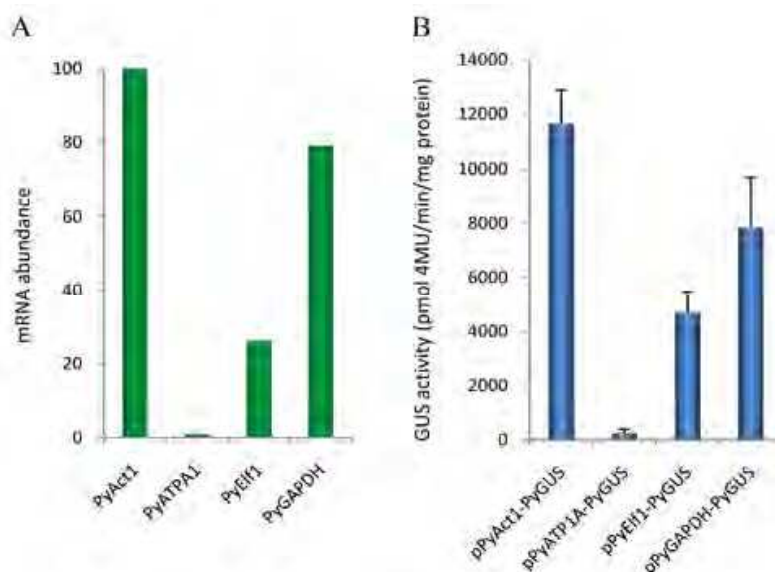 A
100
80
60
40
20
0
mRNA abundance
PyAct1
PyATPA1
PyElf1
PyGAPDH
B
14000
12000
10000
8000
6000
4000
2000
0
GUS activity (pmol 4MU/min/mg protein)
pPyAct1-PyGUS
pPyATP1A-PyGUS
pPyElf1-PyGUS
pPyGAPDH-PyGUS